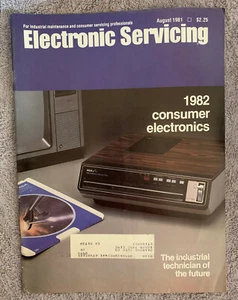 For industrial maintenance and consumer servicing professionals
August 1981 □ $2.25
Electronic Servicing
1982
consumer
electronics
The industrial
technician of
the future